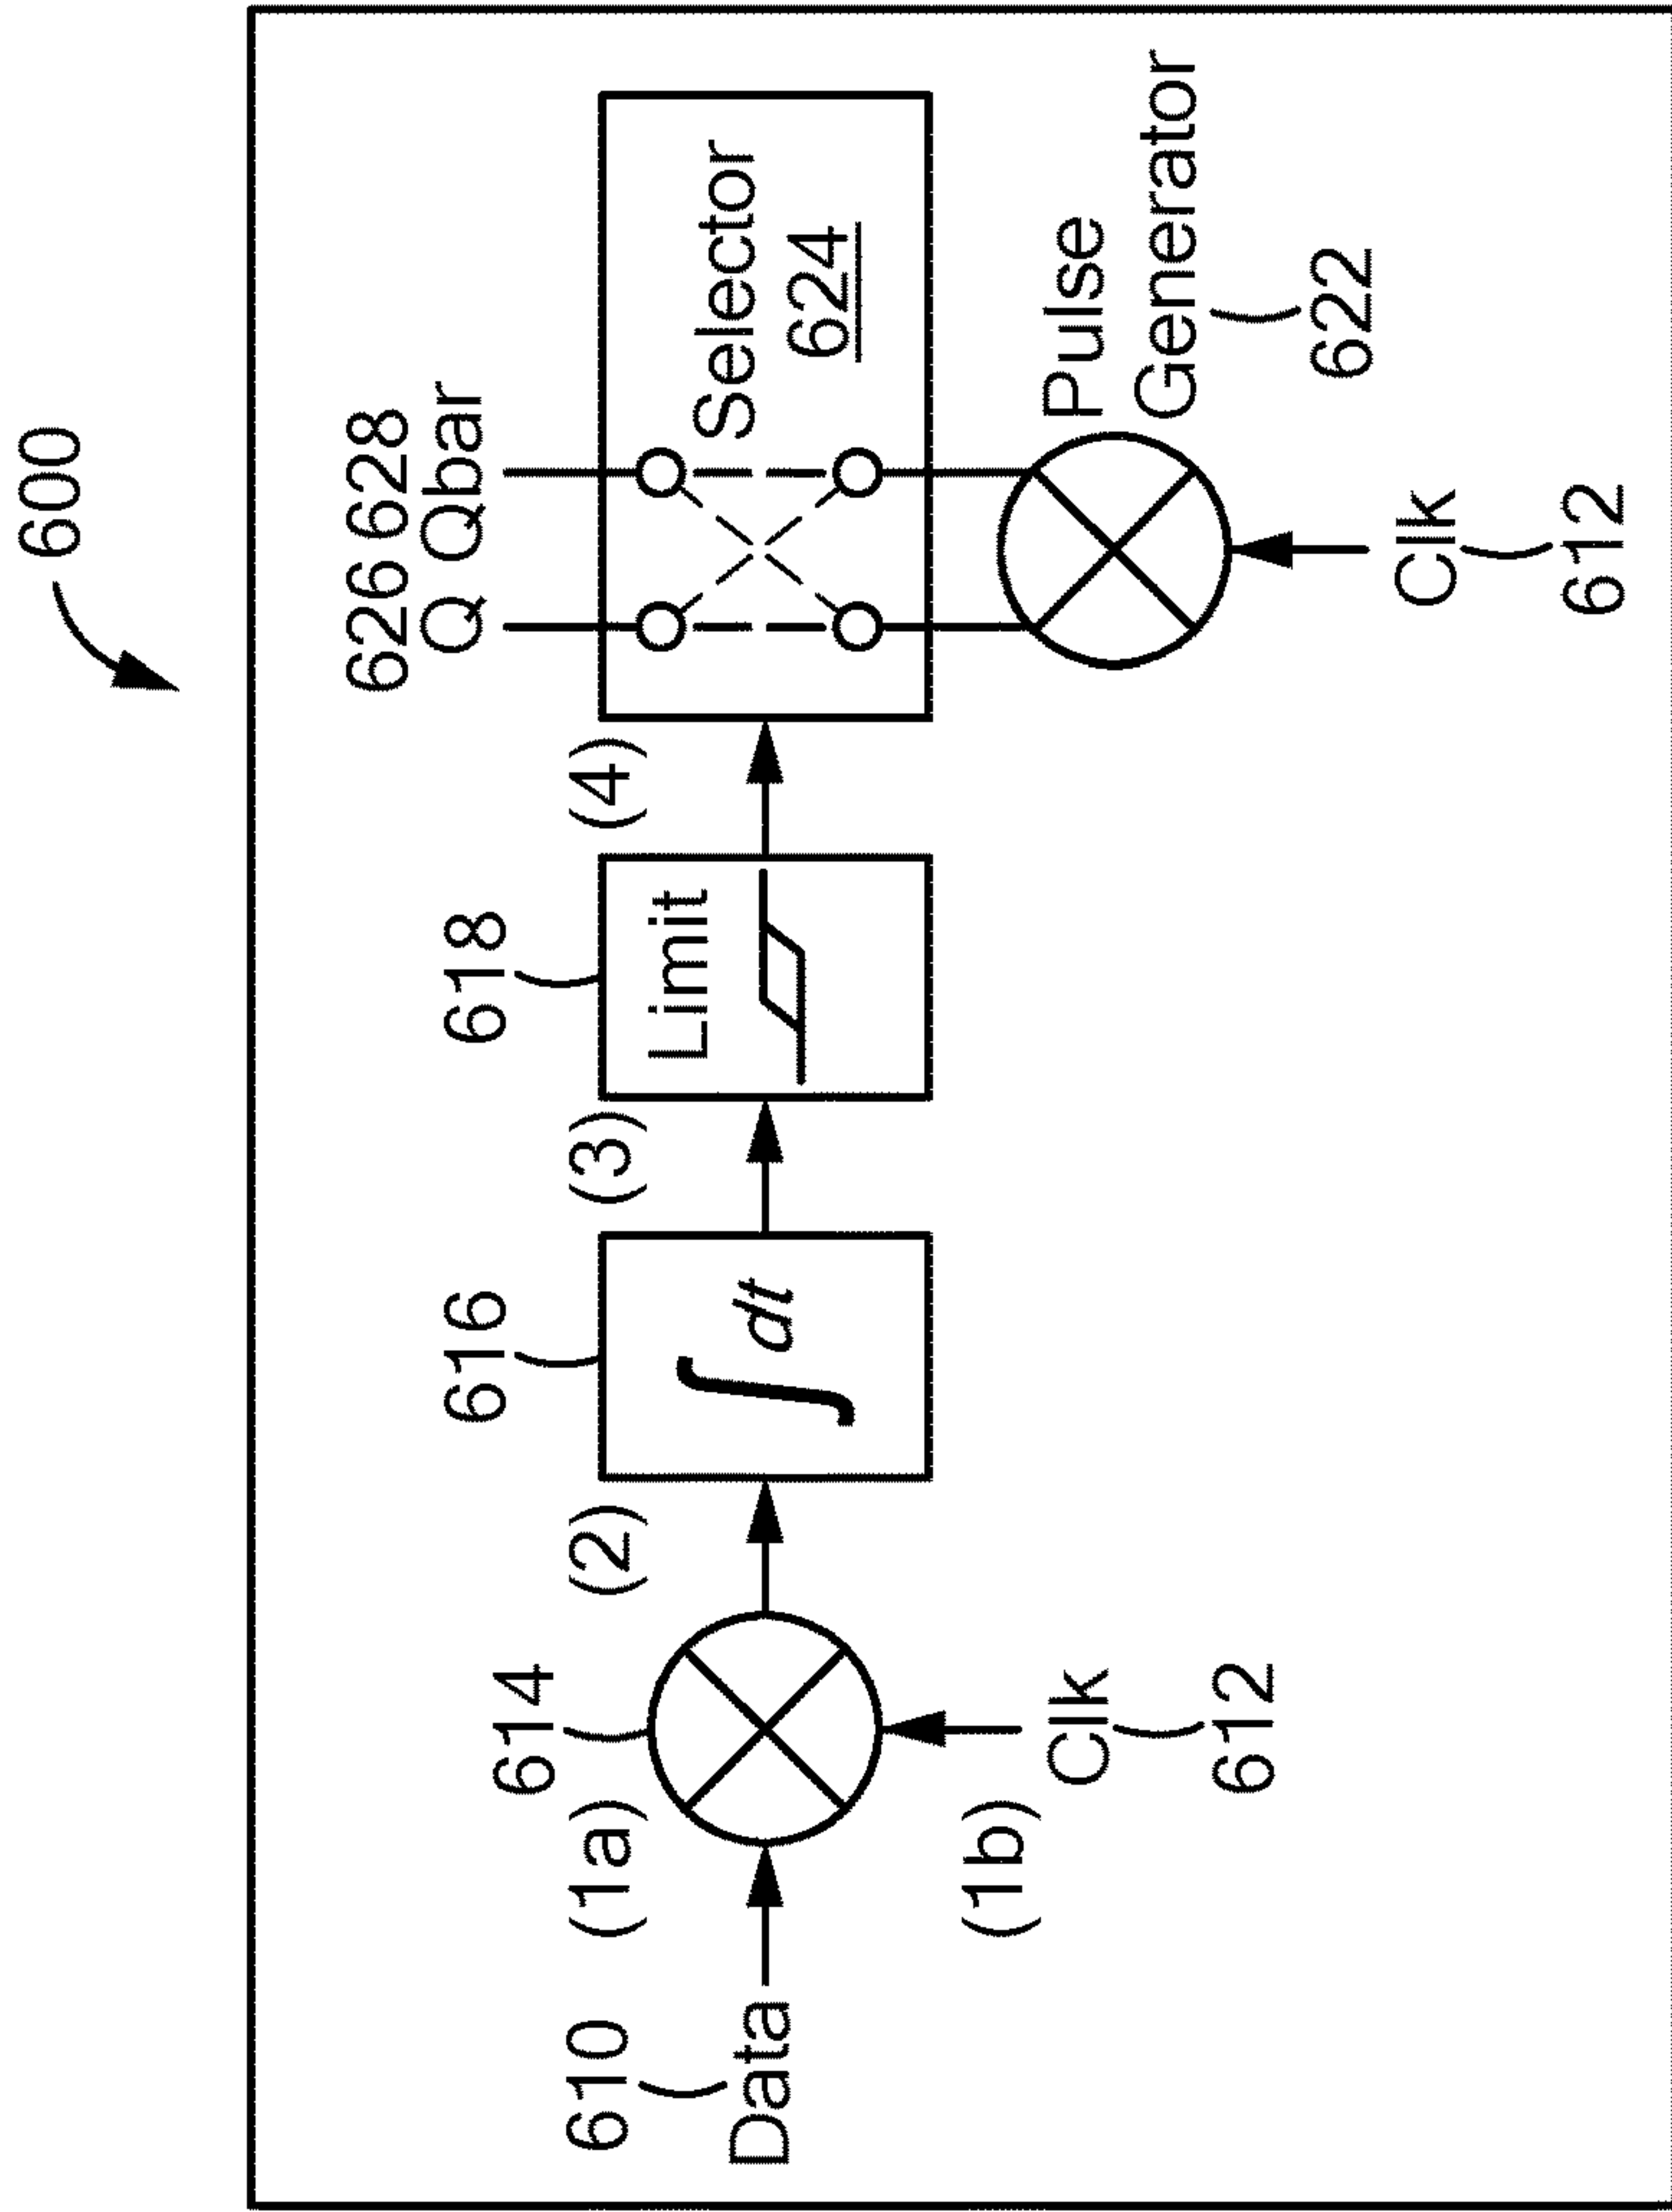 600
626 628
Q Qbar
610
Data
(1a)
614
(1b)
Clk
612
(2)
616
∫ dt
(3)
618
Limit
(4)
Selector
624
Pulse
Generator
622
Clk
612